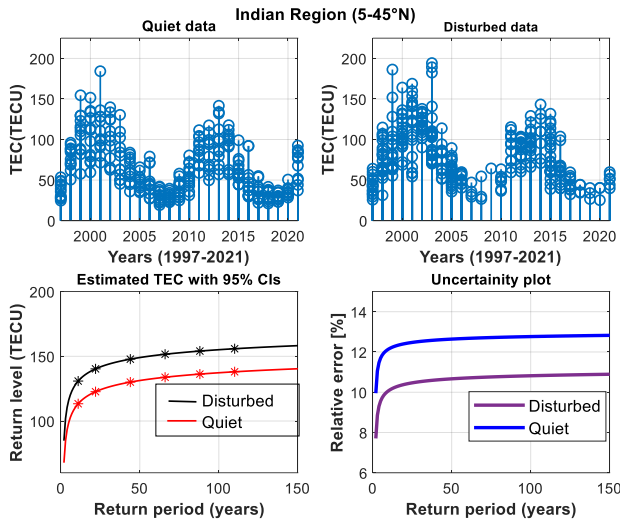 Indian Region (5-45°N)
Quiet data
TEC(TECU)
200
150
100
50
0
2000
2005
2010
2015
2020
Years (1997-2021)
Disturbed data
TEC(TECU)
200
150
100
50
0
2000
2005
2010
2015
2020
Years (1997-2021)
Estimated TEC with 95% CIs
Return level (TECU)
200
150
100
0
50
100
150
Return period (years)
Disturbed
Quiet
Uncertainity plot
Relative error [%]
14
12
10
8
6
0
50
100
150
Return period (years)
Disturbed
Quiet